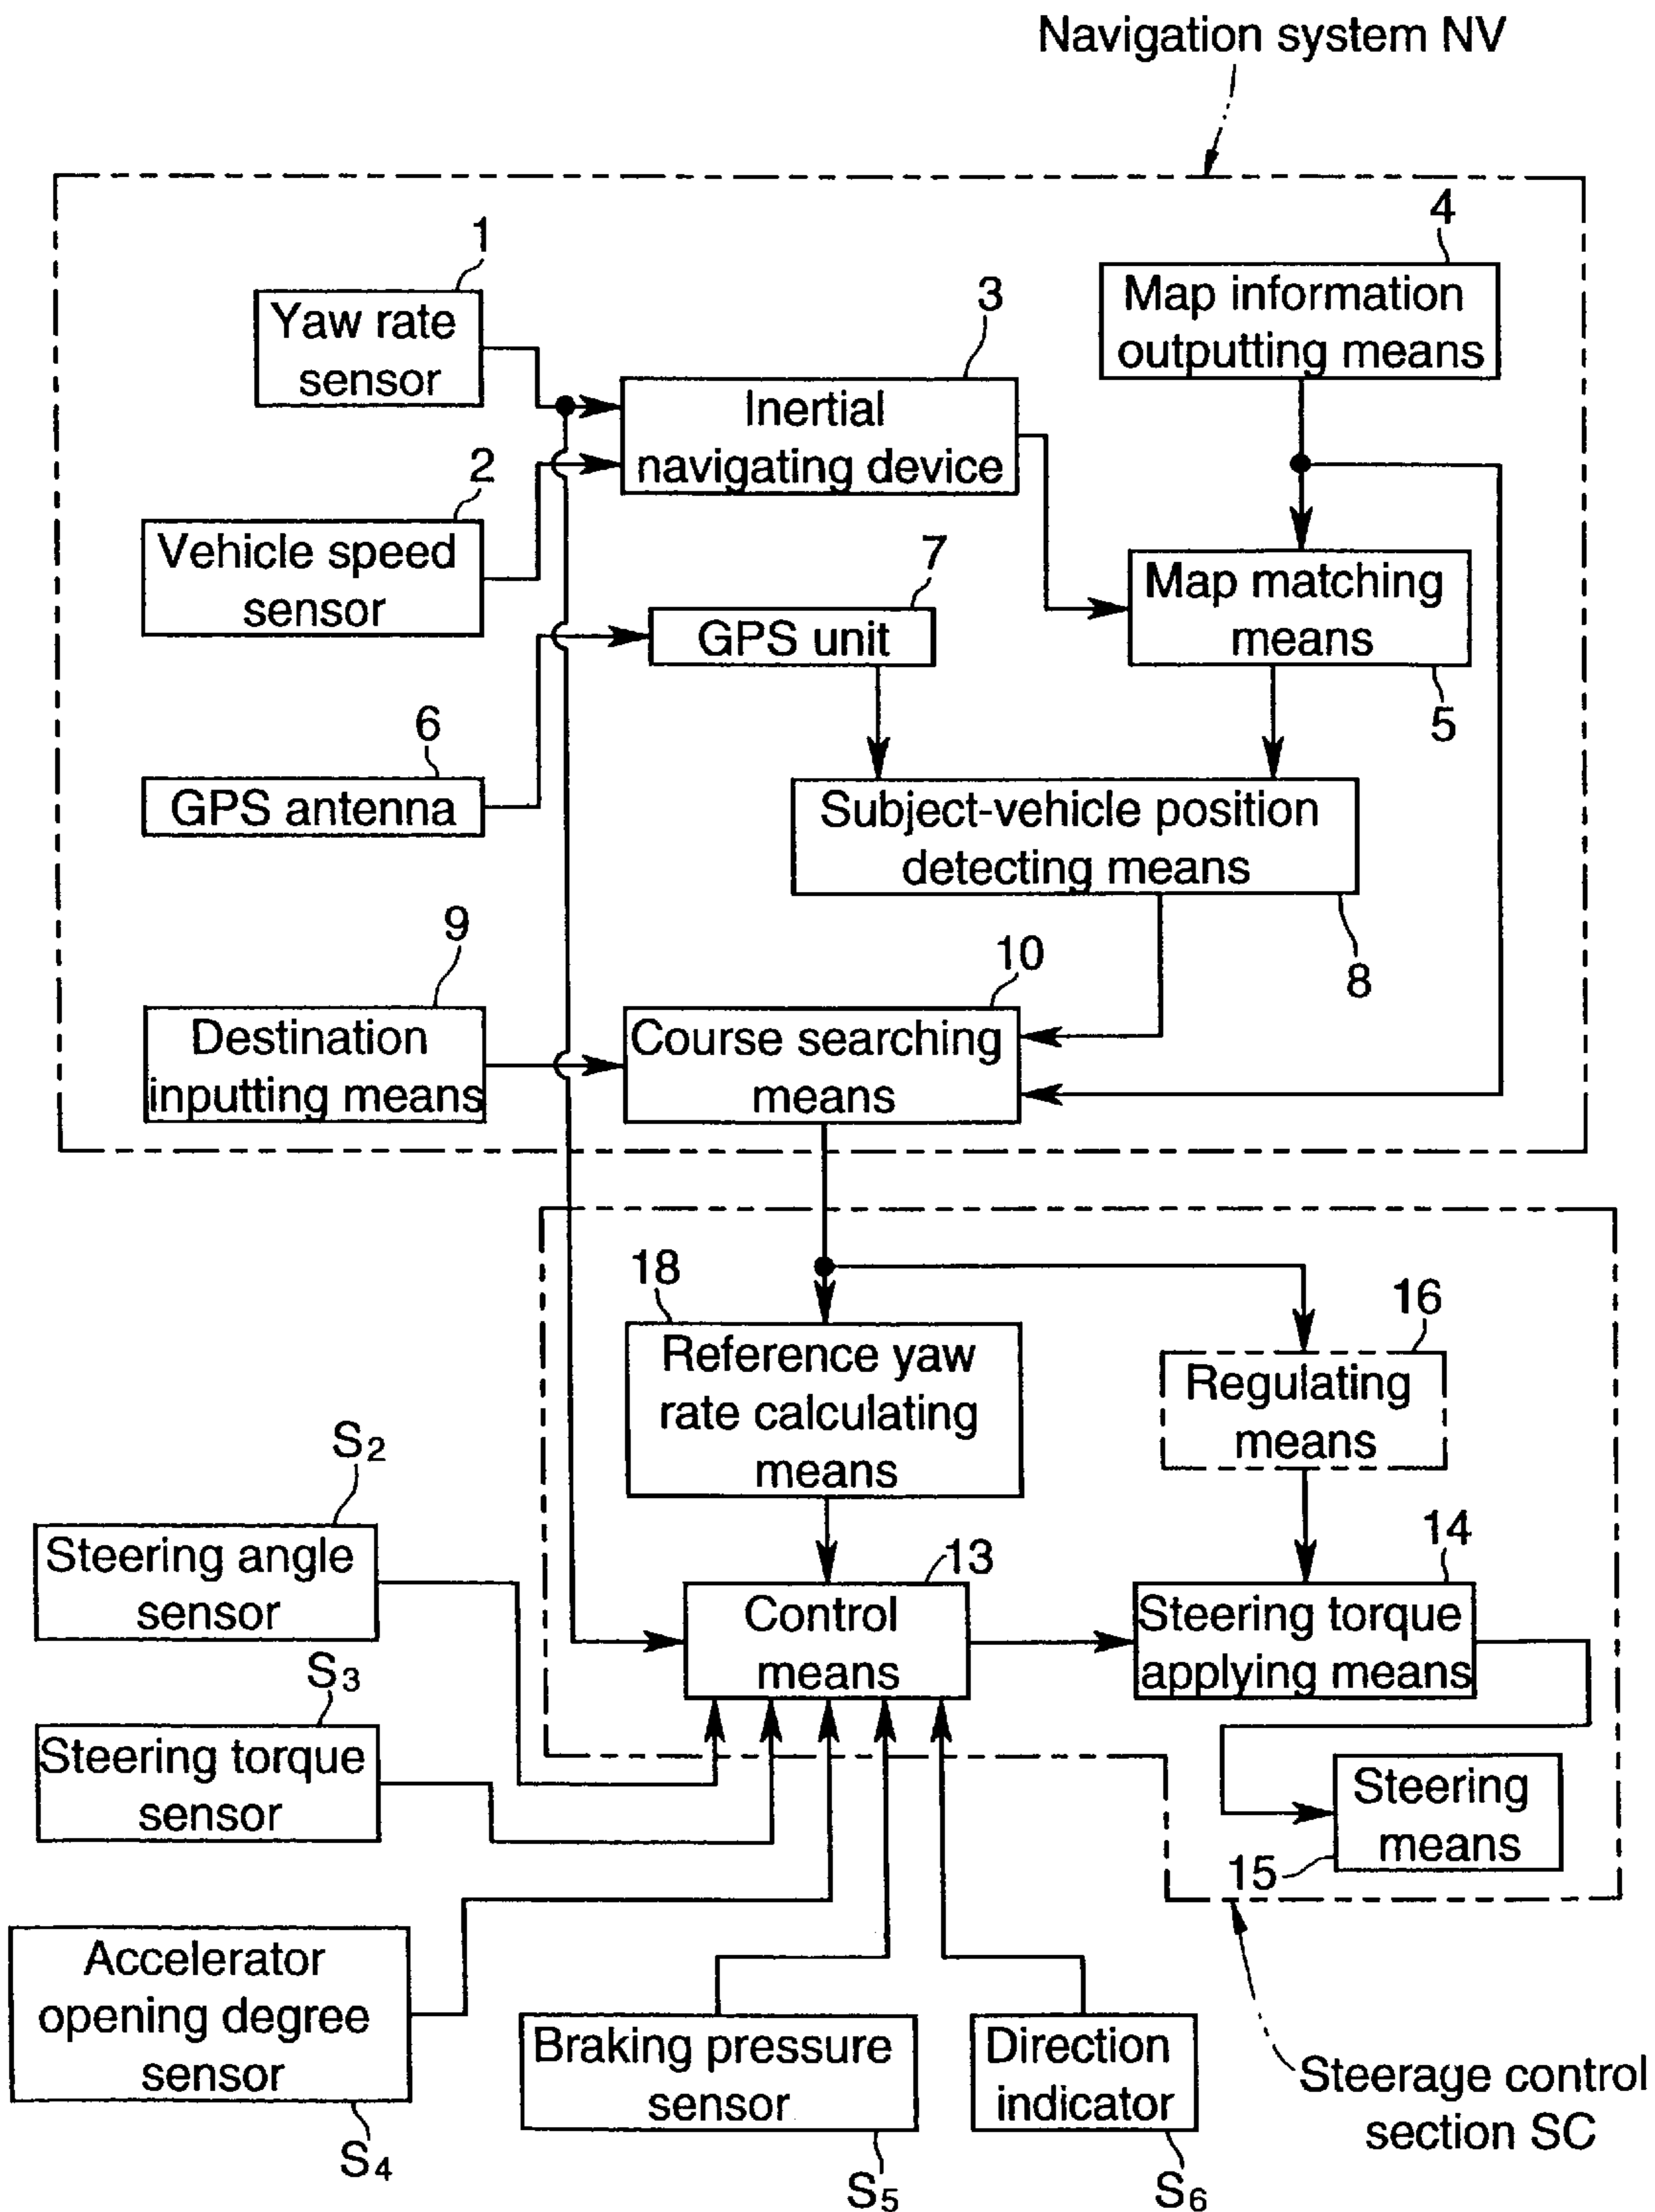 Navigation system NV
1
4
Yaw rate
sensor
3
Map information
outputting means
Inertial
navigating device
2
Vehicle speed
sensor
7
GPS unit
Map matching
means
5
6
GPS antenna
Subject-vehicle position
detecting means
8
9
Destination
inputting means
10
Course searching
means
18
Reference yaw
rate calculating
means
16
Regulating
means
S2
Steering angle
sensor
13
Control
means
14
Steering torque
applying means
S3
Steering torque
sensor
Steering
means
15
Accelerator
opening degree
sensor
S4
Braking pressure
sensor
S5
Direction
indicator
S6
Steerage control
section SC